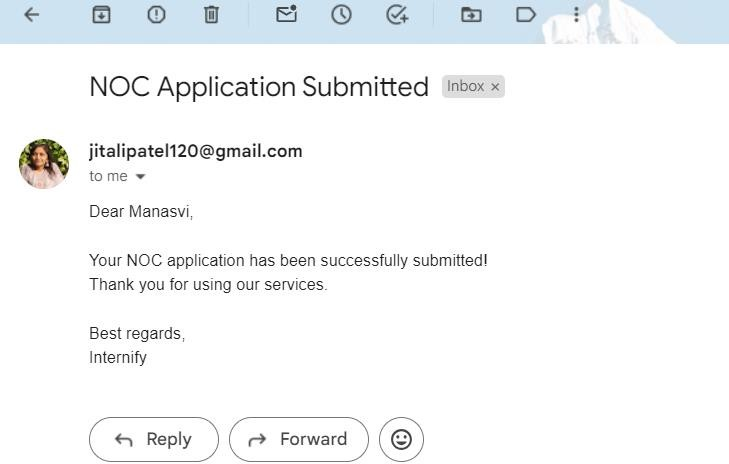 NOC Application Submitted Inbox ×
jitalipatel120@gmail.com
to me
Dear Manasvi,
Your NOC application has been successfully submitted!
Thank you for using our services.
Best regards,
Internify
Reply Forward